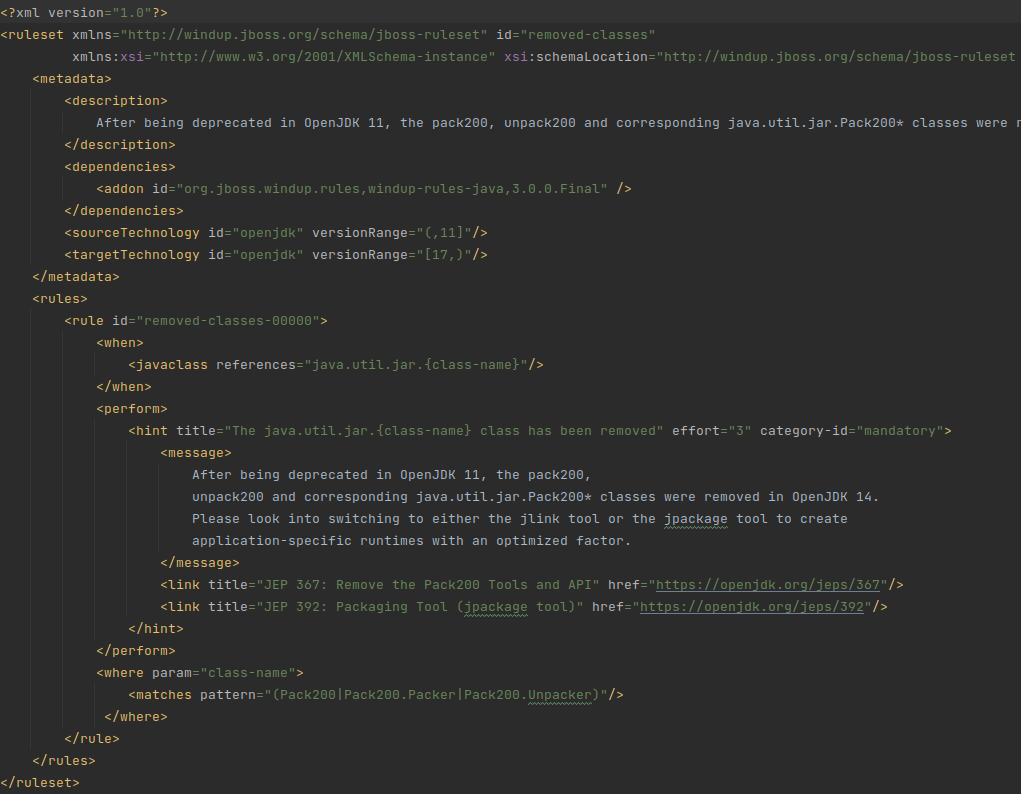 <?xml version="1.0"?>
<ruleset xmlns="http://windup.jboss.org/schema/jboss-ruleset" id="removed-classes"
         xmlns:xsi="http://www.w3.org/2001/XMLSchema-instance" xsi:schemaLocation="http://windup.jboss.org/schema/jboss-ruleset
    <metadata>
        <description>
            After being deprecated in OpenJDK 11, the pack200, unpack200 and corresponding java.util.jar.Pack200* classes were
        </description>
        <dependencies>
            <addon id="org.jboss.windup.rules,windup-rules-java,3.0.0.Final" />
        </dependencies>
        <sourceTechnology id="openjdk" versionRange="(,11]"/>
        <targetTechnology id="openjdk" versionRange="[17,)"/>
    </metadata>
    <rules>
        <rule id="removed-classes-00000">
            <when>
                <javaclass references="java.util.jar.{class-name}"/>
            </when>
            <perform>
                <hint title="The java.util.jar.{class-name} class has been removed" effort="3" category-id="mandatory">
                    <message>
                        After being deprecated in OpenJDK 11, the pack200,
                        unpack200 and corresponding java.util.jar.Pack200* classes were removed in OpenJDK 14.
                        Please look into switching to either the jlink tool or the jpackage tool to create
                        application-specific runtimes with an optimized factor.
                    </message>
                    <link title="JEP 367: Remove the Pack200 Tools and API" href="https://openjdk.org/jeps/367"/>
                    <link title="JEP 392: Packaging Tool (jpackage tool)" href="https://openjdk.org/jeps/392"/>
                </hint>
            </perform>
            <where param="class-name">
                <matches pattern="(Pack200|Pack200.Packer|Pack200.Unpacker)"/>
             </where>
        </rule>
    </rules>
</ruleset>